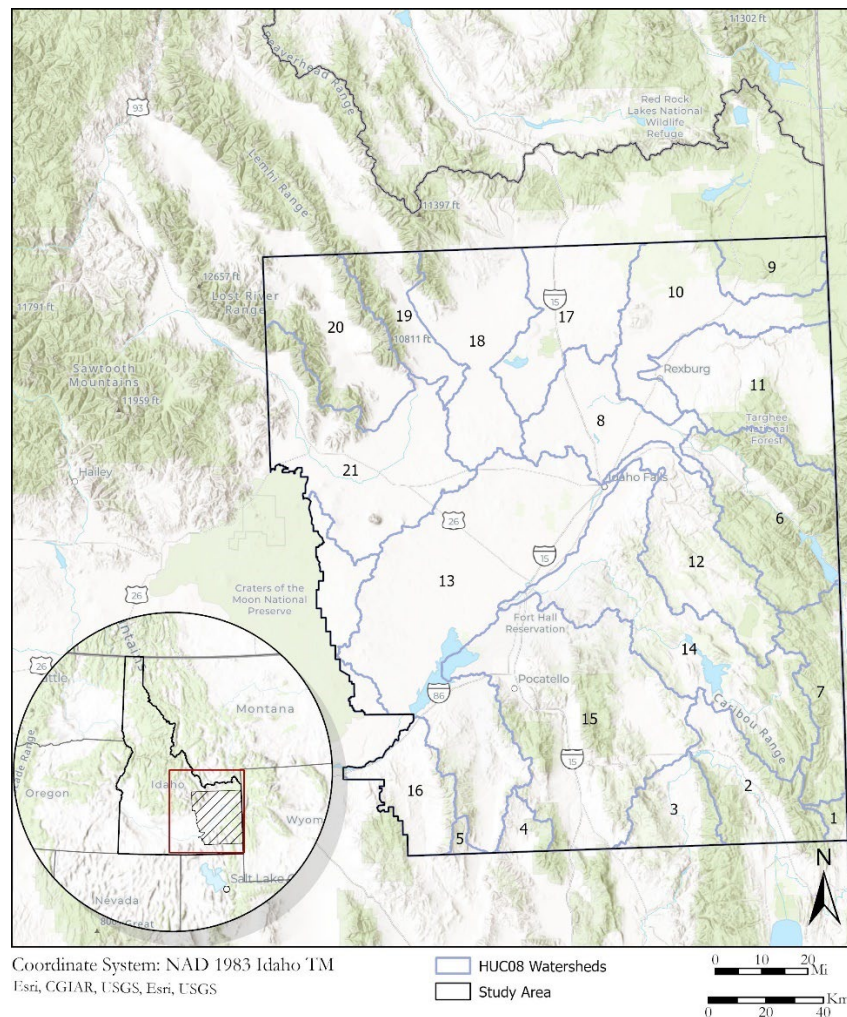 11302 ft
Beaverhead Range
93
Red Rock
Lakes National
Wildlife
Refuge
Lemhi Range
11397 ft
12657 ft
Lost River
Range
11791 ft
9
10
20
19
15
17
10811 ft
18
Sawtooth
Mountains
Rexburg
11
11959 ft
8
Targhee
National
Forest
Hailey
21
Idaho Falls
26
6
15
12
13
Craters of the
Moon National
Preserve
26
Fort Hall
Reservation
14
Pocatello
86
7
Caribou Range
15
15
2
16
3
5
4
1
N
26
Montana
Idaho
Oregon
Wyom
Salt Lake C
Nevada
Great
Coordinate System: NAD 1983 Idaho TM
Esri, CGIAR, USGS, Esri, USGS
HUC08 Watersheds
Study Area
0 10 20
Mi
0 20 40
Km